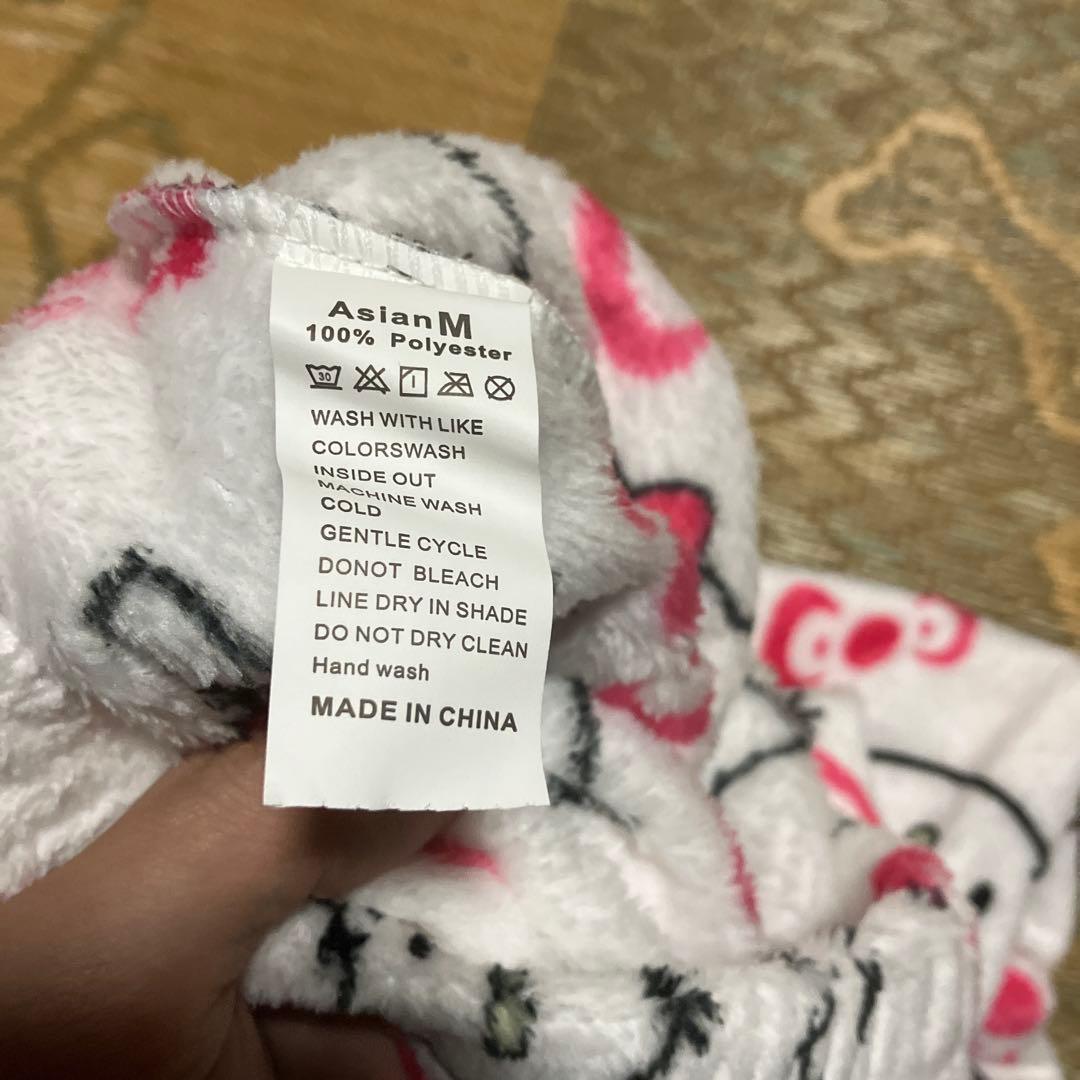 Asian M
100% Polyester
30
WASH WITH LIKE
COLORSWASH
INSIDE OUT
MACHINE WASH
COLD
GENTLE CYCLE
DONOT BLEACH
LINE DRY IN SHADE
DO NOT DRY CLEAN
Hand wash
MADE IN CHINA